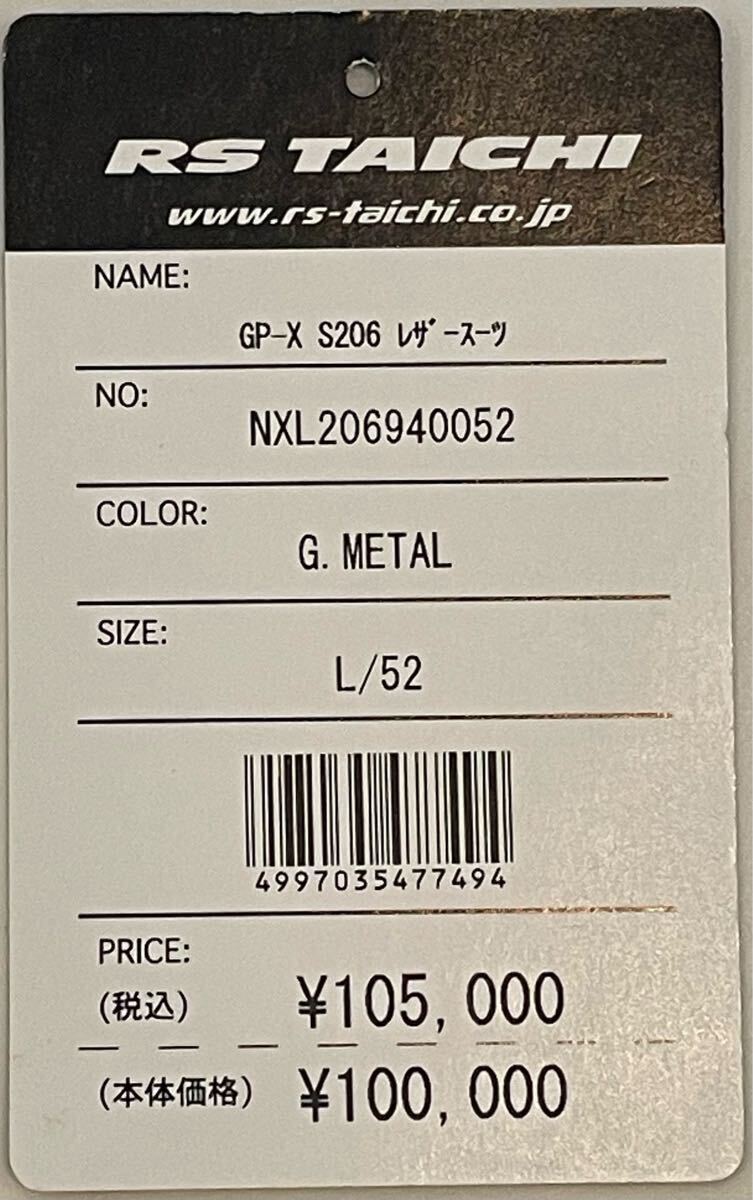 RS TAICHI
www.rs-taichi.co.jp
NAME:
GP-X S206 ﾚｻﾞｰｽｰﾂ
NO:
NXL206940052
COLOR:
G.METAL
SIZE:
L/52
4997035477494
PRICE:
(税込) ¥105,000
(本体価格) ¥100,000